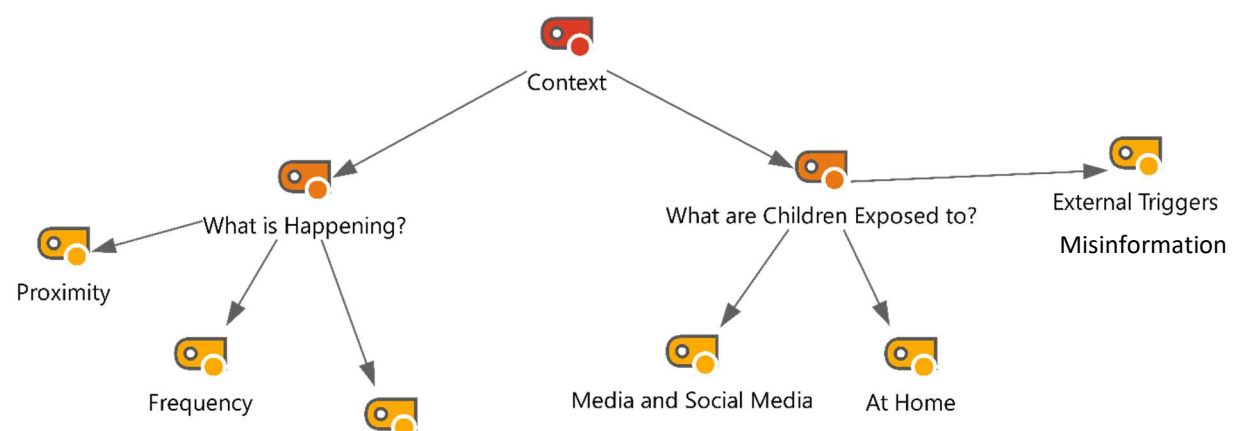 Context
What is Happening?
What are Children Exposed to?
External Triggers
Misinformation
Proximity
Frequency
Media and Social Media
At Home